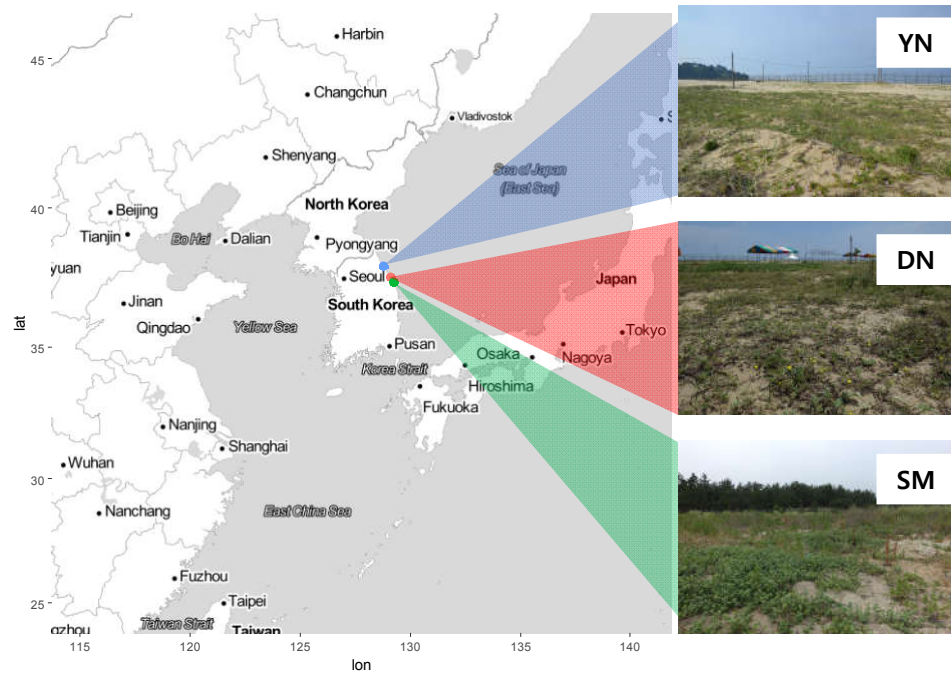 YN
DN
SM
45
40
35
30
25
lat
115
120
125
130
135
140
lon
Harbin
Changchun
Vladivostok
Shenyang
Sea of Japan
(East Sea)
S
North Korea
Beijing
Tianjin
Bo Hai
Dalian
Pyongyang
yuan
Seoul
South Korea
Japan
Jinan
Qingdao
Yellow Sea
Pusan
Korea Strait
Osaka
Tokyo
Nagoya
Hiroshima
Fukuoka
Nanjing
Shanghai
Wuhan
Nanchang
East China Sea
Fuzhou
Taipei
Taiwan Strait
Taiwan
gzhou